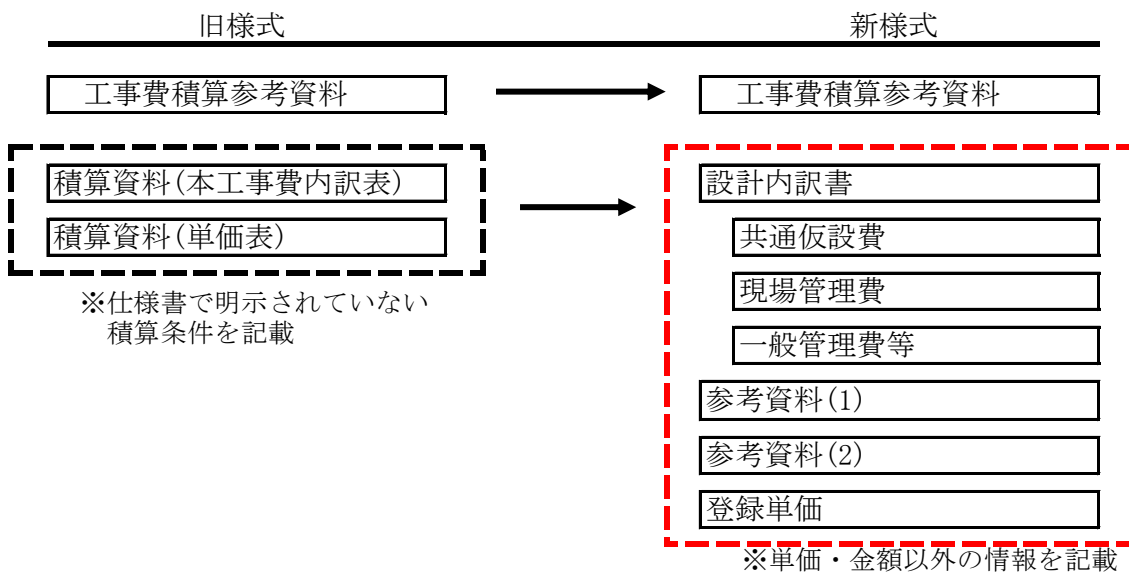 旧様式
新様式
工事費積算参考資料
工事費積算参考資料
積算資料(本工事費内訳表)
積算資料(単価表)
※仕様書で明示されていない
積算条件を記載
設計内訳書
共通仮設費
現場管理費
一般管理費等
参考資料(1)
参考資料(2)
登録単価
※単価・金額以外の情報を記載